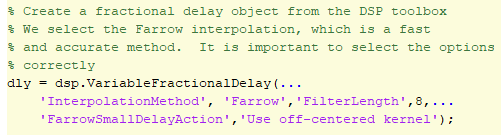 % Create a fractional delay object from the DSP toolbox
% We select the Farrow interpolation, which is a fast
% and accurate method.  It is important to select the options
% correctly
dly = dsp.VariableFractionalDelay(...
    'InterpolationMethod', 'Farrow','FilterLength',8,...
    'FarrowSmallDelayAction','Use off-centered kernel');